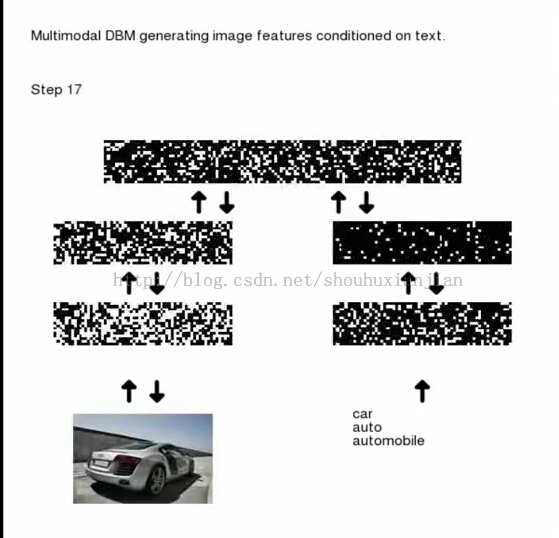 Multimodal DBM generating image features conditioned on text.
Step 17
http://blog.csdn.net/shouhuxianjian
car
auto
automobile